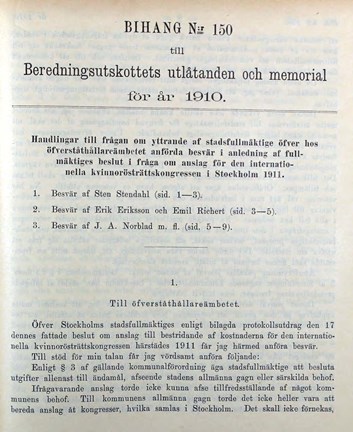 BIHANG Nr 150
till
Beredningsutskottets utlåtanden och memorial
för år 1910.
Handlingar till frågan om yttrande af stadsfullmäktige öfver hos
öfverståthållareämbetet anförda besvär i anledning af full-
mäktiges beslut i fråga om anslag för den internatio-
nella kvinnorösträttskongressen i Stockholm 1911.
1. Besvär af Sten Stendahl (sid. 1—3).
2. Besvär af Erik Eriksson och Emil Richert (sid. 3—5).
3. Besvär af J. A. Norblad m. fl. (sid. 5—9).
1.
Till öfverståthållareämbetet.
Öfver Stockholms stadsfullmäktiges enligt bilagda protokollsutdrag den 17
dennes fattade beslut om anslag till bestridande af kostnaderna för den internatio-
nella kvinnorösträttskongressen härstädes 1911 får jag härmed anföra besvär.
Till stöd för min talan får jag vördsamt anföra följande:
Enligt § 3 af gällande kommunalförordning äga stadsfullmäktige att besluta
utgifter allenast till ändamål, afseende stadens allmänna gagn eller särskilda behof.
Ifrågavarande anslag torde icke kunna afse tillfredsställande af något kom-
munens behof. Till kommunens allmänna gagn torde det icke heller vara att
bereda anslag åt kongresser, hvilka samlas i Stockholm. Det skall icke förnekas,